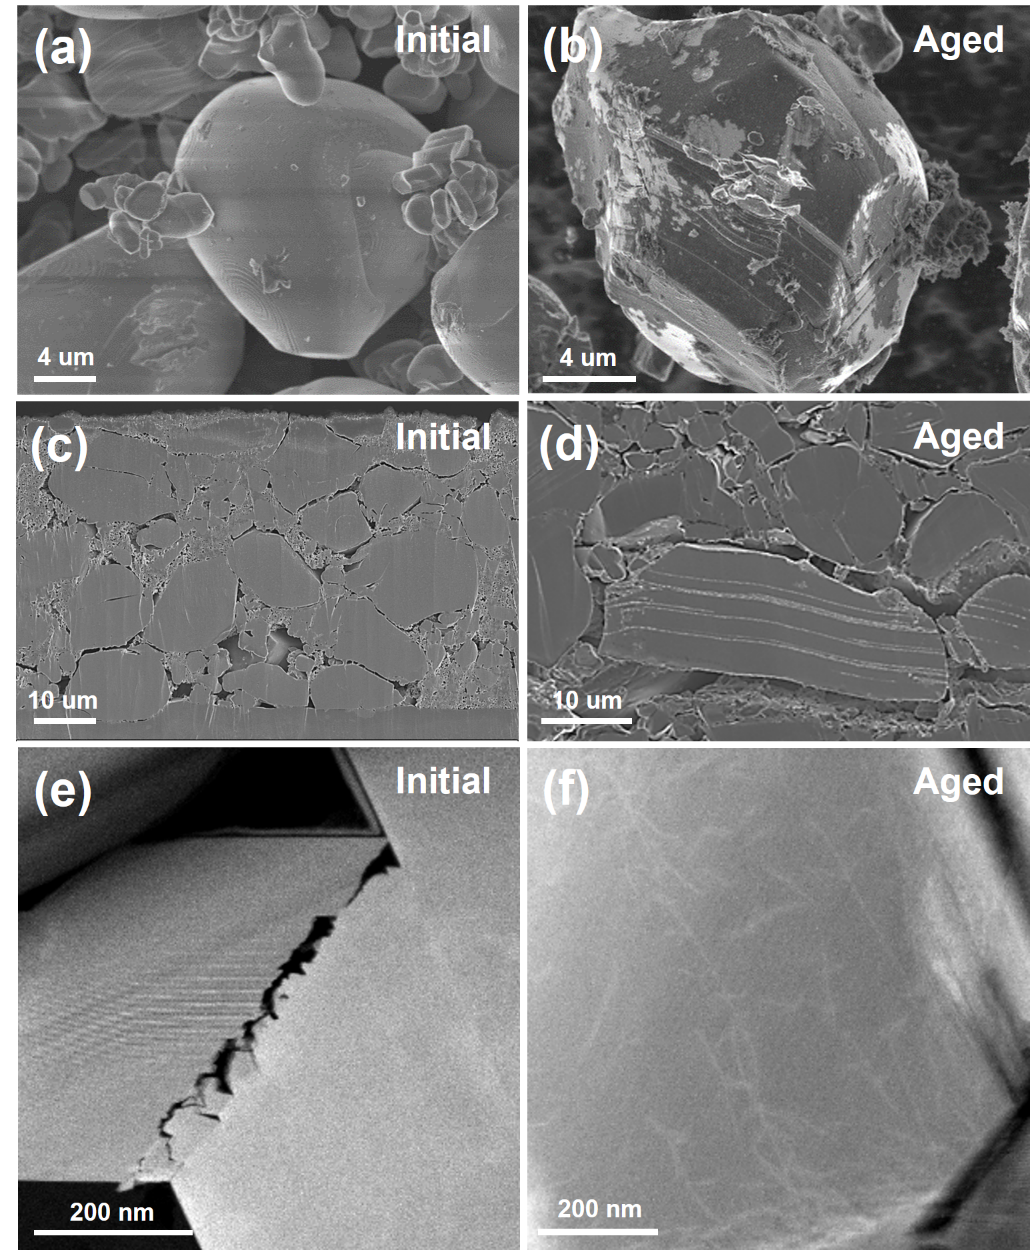 (a) Initial
4 um
(b) Aged
4 um
(c) Initial
10 um
(d) Aged
10 um
(e) Initial
200 nm
(f) Aged
200 nm